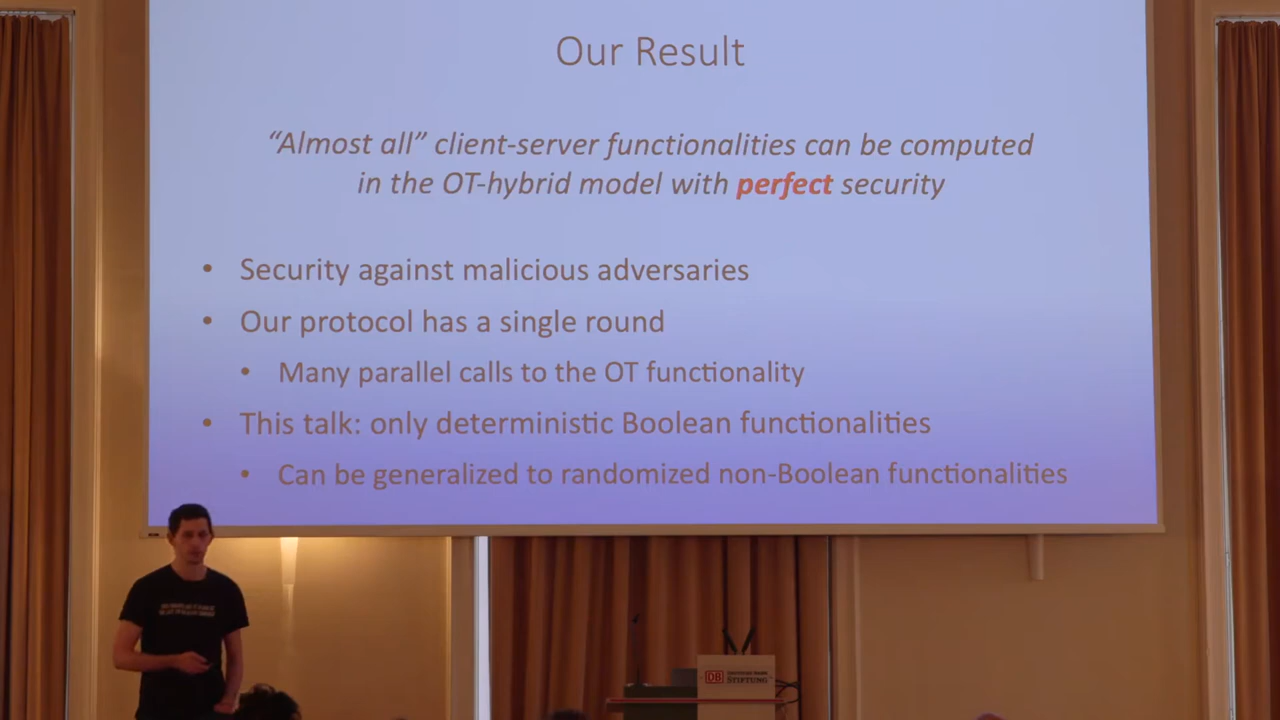 Our Result
“Almost all” client-server functionalities can be computed
in the OT-hybrid model with perfect security
• Security against malicious adversaries
• Our protocol has a single round
• Many parallel calls to the OT functionality
• This talk: only deterministic Boolean functionalities
• Can be generalized to randomized non-Boolean functionalities
DB
STIFTUNG